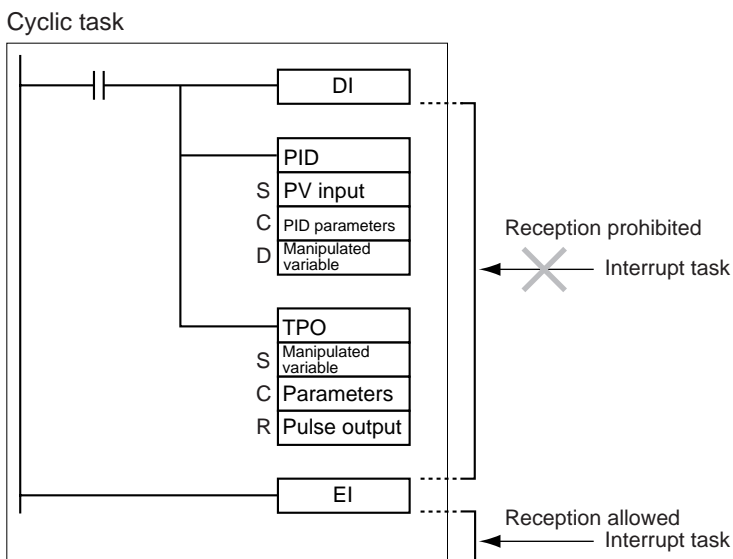 Cyclic task
DI
PID
S PV input
C PID parameters
D Manipulated
variable
Reception prohibited
Interrupt task
TPO
S Manipulated
variable
C Parameters
R Pulse output
EI
Reception allowed
Interrupt task